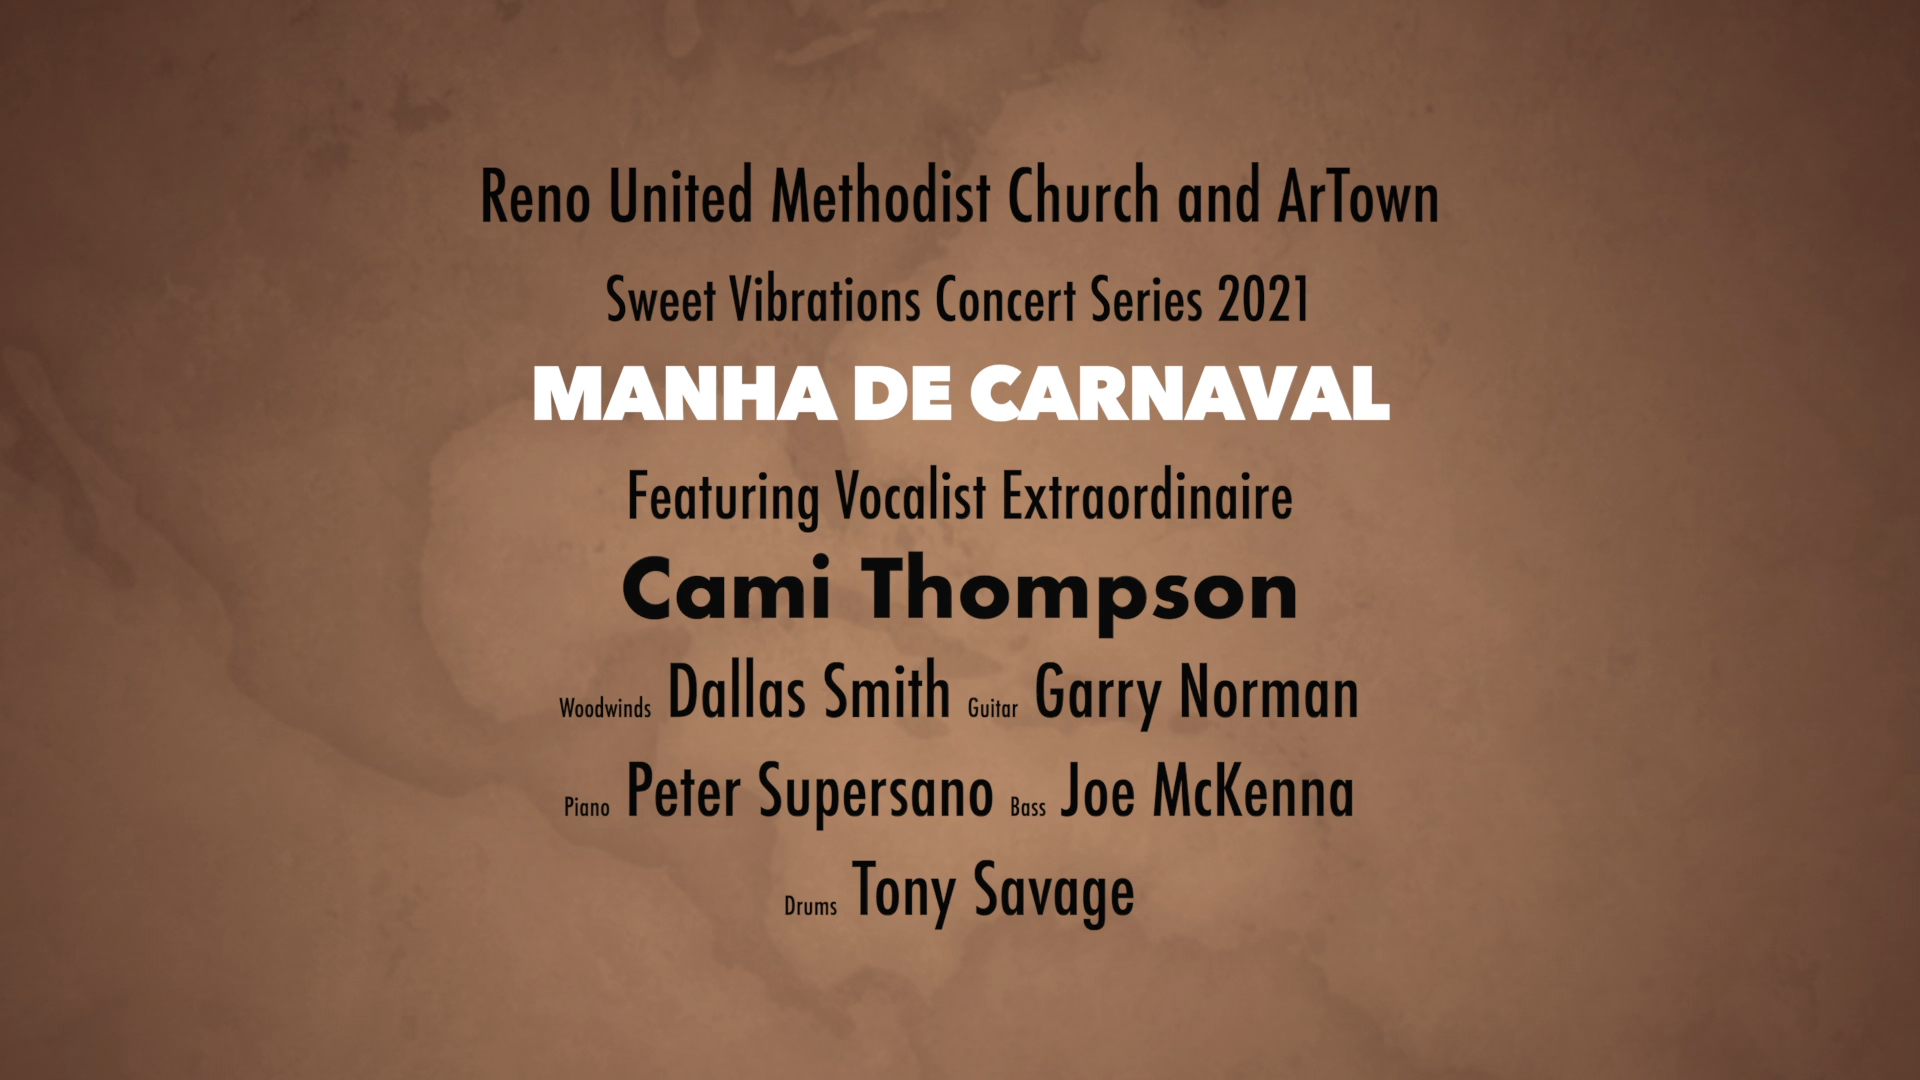 Reno United Methodist Church and ArTown
Sweet Vibrations Concert Series 2021
MANHA DE CARNAVAL
Featuring Vocalist Extraordinaire
Cami Thompson
Woodwinds Dallas Smith Guitar Garry Norman
Piano Peter Supersano Bass Joe McKenna
Drums Tony Savage